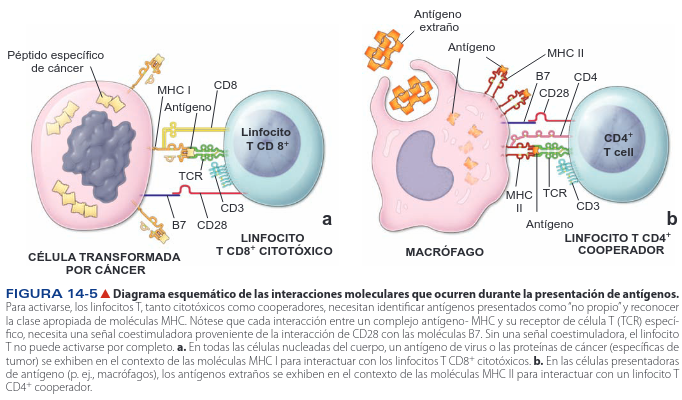 Péptido específico
de cáncer
MHC I
CD8
Antígeno
Linfocito
T CD 8+
TCR
CD3
B7
CD28
a
CÉLULA TRANSFORMADA
POR CÁNCER
LINFOCITO
T CD8+ CITOTÓXICO
Antígeno
extraño
Antígeno
MHC II
B7
CD4
CD28
CD4+
T cell
MHC
II
TCR
CD3
Antígeno
b
MACRÓFAGO
LINFOCITO T CD4+
COOPERADOR
FIGURA 14-5 ▲ Diagrama esquemático de las interacciones moleculares que ocurren durante la presentación de antígenos.
Para activarse, los linfocitos T, tanto citotóxicos como cooperadores, necesitan identificar antígenos presentados como “no propio” y reconocer
la clase apropiada de moléculas MHC. Nótese que cada interacción entre un complejo antígeno- MHC y su receptor de célula T (TCR) especí-
fico, necesita una señal coestimuladora proveniente de la interacción de CD28 con las moléculas B7. Sin una señal coestimuladora, el linfocito
T no puede activarse por completo. a. En todas las células nucleadas del cuerpo, un antígeno de virus o las proteínas de cáncer (específicas de
tumor) se exhiben en el contexto de las moléculas MHC I para interactuar con los linfocitos T CD8+ citotóxicos. b. En las células presentadoras
de antígeno (p. ej., macrófagos), los antígenos extraños se exhiben en el contexto de las moléculas MHC II para interactuar con un linfocito T
CD4+ cooperador.